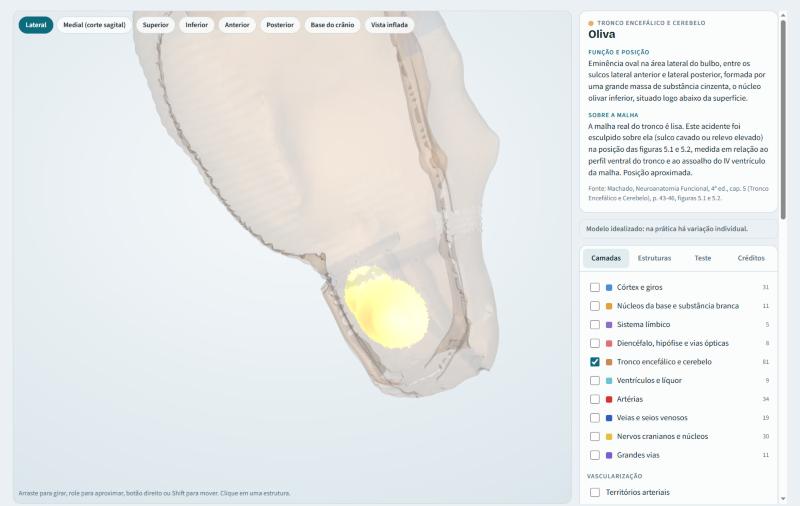 Lateral
Medial (corte sagital)
Superior
Inferior
Anterior
Posterior
Base do crânio
Vista inflada
Arraste para girar, role para aproximar, botão direito ou Shift para mover. Clique em uma estrutura.
TRONCO ENCEFÁLICO E CEREBELO
Oliva
FUNÇÃO E POSIÇÃO
Eminência oval na área lateral do bulbo, entre os
sulcos lateral anterior e lateral posterior, formada por
uma grande massa de substância cinzenta, o núcleo
olivar inferior, situado logo abaixo da superfície.
SOBRE A MALHA
A malha real do tronco é lisa. Este acidente foi
esculpido sobre ela (sulco cavado ou relevo elevado)
na posição das figuras 5.1 e 5.2, medida em relação ao
perfil ventral do tronco e ao assoalho do IV ventrículo
da malha. Posição aproximada.
Fonte: Machado, Neuroanatomia Funcional, 4ª ed., cap. 5 (Tronco
Encefálico e Cerebelo), p. 43-46, figuras 5.1 e 5.2.
Modelo idealizado: na prática há variação individual.
Camadas
Estruturas
Teste
Créditos
Córtex e giros 31
Núcleos da base e substância branca 11
Sistema límbico 5
Diencéfalo, hipófise e vias ópticas 8
Tronco encefálico e cerebelo 81
Ventrículos e líquor 9
Artérias 34
Veias e seios venosos 19
Nervos cranianos e núcleos 30
Grandes vias 11
VASCULARIZAÇÃO
Territórios arteriais